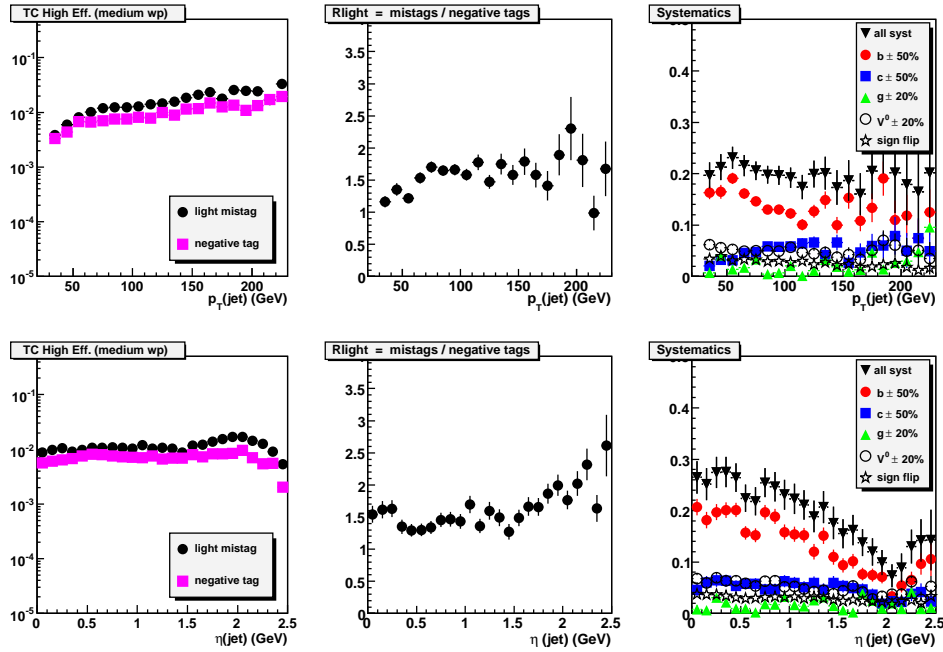 TC High Eff. (medium wp)
10⁻¹
10⁻²
10⁻³
10⁻⁴
10⁻⁵
light mistag
negative tag
50 100 150 200
p_T(jet) (GeV)
Rlight = mistags / negative tags
4
3.5
3
2.5
2
1.5
1
0.5
0
50 100 150 200
p_T(jet) (GeV)
Systematics
0.5
0.4
0.3
0.2
0.1
0
all syst
b ± 50%
c ± 50%
g ± 20%
V⁰ ± 20%
sign flip
50 100 150 200
p_T(jet) (GeV)
TC High Eff. (medium wp)
10⁻¹
10⁻²
10⁻³
10⁻⁴
10⁻⁵
light mistag
negative tag
0 0.5 1 1.5 2 2.5
η(jet) (GeV)
Rlight = mistags / negative tags
4
3.5
3
2.5
2
1.5
1
0.5
0
0 0.5 1 1.5 2 2.5
η (jet) (GeV)
Systematics
0.5
0.4
0.3
0.2
0.1
0
all syst
b ± 50%
c ± 50%
g ± 20%
V⁰ ± 20%
sign flip
0 0.5 1 1.5 2 2.5
η (jet) (GeV)